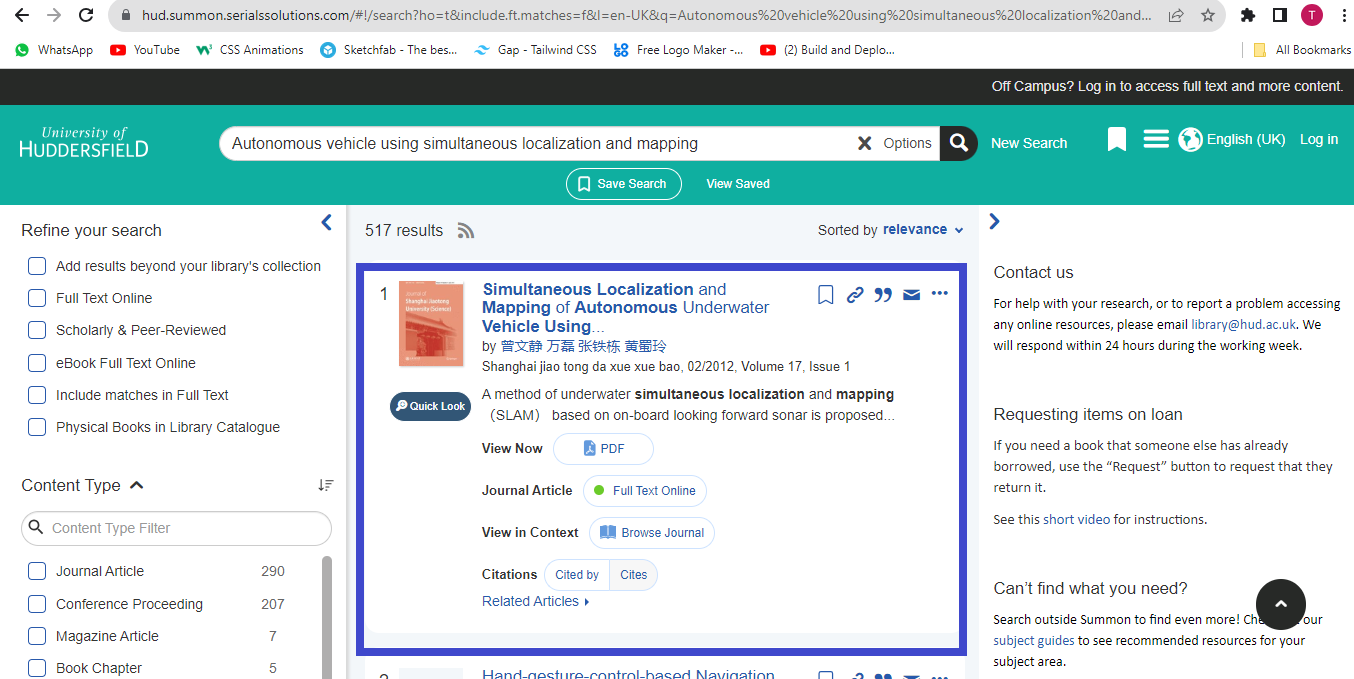 hud.summon.serialssolutions.com/#!/search?ho=t&include.ft.matches=f&l=en-UK&q=Autonomous%20vehicle%20using%20simultaneous%20localization%20and...
WhatsApp YouTube CSS Animations Sketchfab - The bes... Gap - Tailwind CSS Free Logo Maker -... (2) Build and Deplo... All Bookmarks
Off Campus? Log in to access full text and more content.
University of
HUDDERSFIELD
Autonomous vehicle using simultaneous localization and mapping
Options
New Search
English (UK)
Log in
Save Search
View Saved
Refine your search
Add results beyond your library's collection
Full Text Online
Scholarly & Peer-Reviewed
eBook Full Text Online
Include matches in Full Text
Physical Books in Library Catalogue
Content Type
Content Type Filter
Journal Article 290
Conference Proceeding 207
Magazine Article 7
Book Chapter 5
517 results
Sorted by relevance
1
Journal of
Shanghai Jiaotong
University (Science)
Quick Look
Simultaneous Localization and
Mapping of Autonomous Underwater
Vehicle Using...
by 曾文静 万磊 张铁栋 黄蜀玲
Shanghai jiao tong da xue xue bao, 02/2012, Volume 17, Issue 1
A method of underwater simultaneous localization and mapping
（SLAM） based on on-board looking forward sonar is proposed...
View Now PDF
Journal Article Full Text Online
View in Context Browse Journal
Citations Cited by Cites
Related Articles
Hand-gesture-control-based Navigation
Contact us
For help with your research, or to report a problem accessing
any online resources, please email library@hud.ac.uk. We
will respond within 24 hours during the working week.
Requesting items on loan
If you need a book that someone else has already
borrowed, use the “Request” button to request that they
return it.
See this short video for instructions.
Can’t find what you need?
Search outside Summon to find even more! our
subject guides to see recommended resources for your
subject area.
T